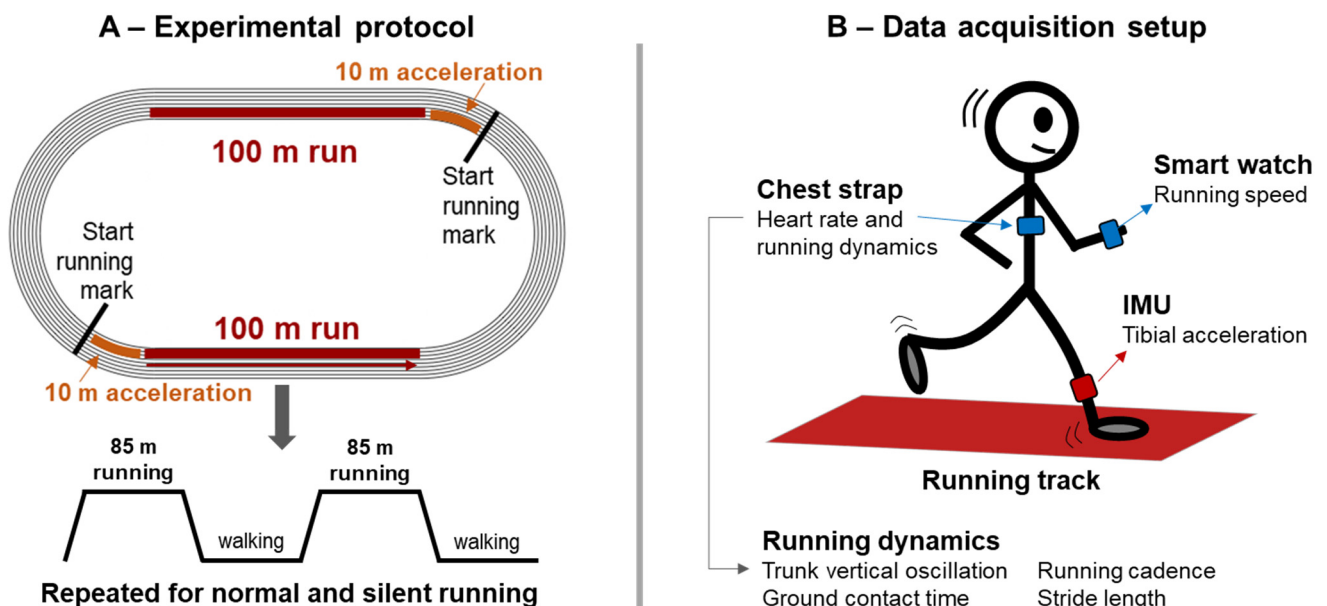 A – Experimental protocol
10 m acceleration
100 m run
Start
running
mark
Start
running
mark
100 m run
10 m acceleration
85 m
running
85 m
running
walking
walking
Repeated for normal and silent running
B – Data acquisition setup
Smart watch
Running speed
Chest strap
Heart rate and
running dynamics
IMU
Tibial acceleration
Running track
Running dynamics
Trunk vertical oscillation
Running cadence
Ground contact time
Stride length